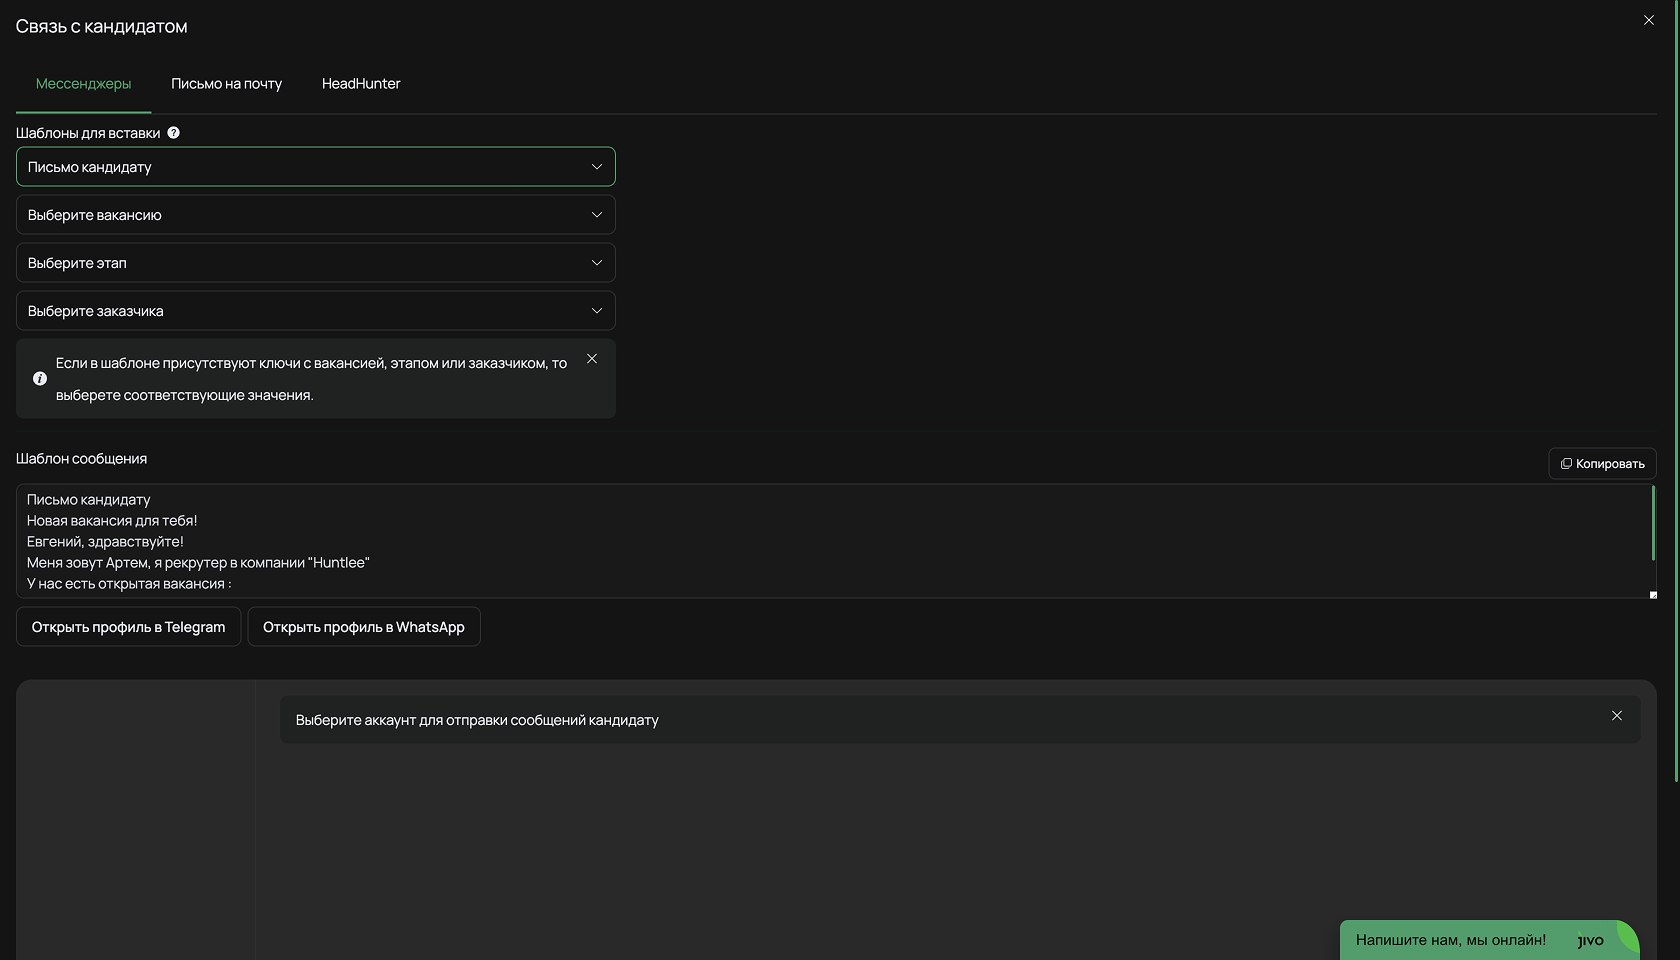 Связь с кандидатом
Мессенджеры
Письмо на почту
HeadHunter
Шаблоны для вставки
Письмо кандидату
Выберите вакансию
Выберите этап
Выберите заказчика
Если в шаблоне присутствуют ключи с вакансией, этапом или заказчиком, то
выберете соответствующие значения.
Шаблон сообщения
Копировать
Письмо кандидату
Новая вакансия для тебя!
Евгений, здравствуйте!
Меня зовут Артем, я рекрутер в компании "Huntlee"
У нас есть открытая вакансия :
Открыть профиль в Telegram
Открыть профиль в WhatsApp
Выберите аккаунт для отправки сообщений кандидату
Напишите нам, мы онлайн!
jivo